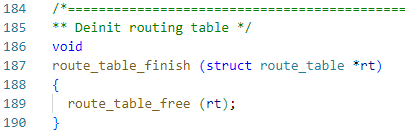 184 /*============================================
185 ** Deinit routing table */
186 void
187 route_table_finish (struct route_table *rt)
188 {
189   route_table_free (rt);
190 }